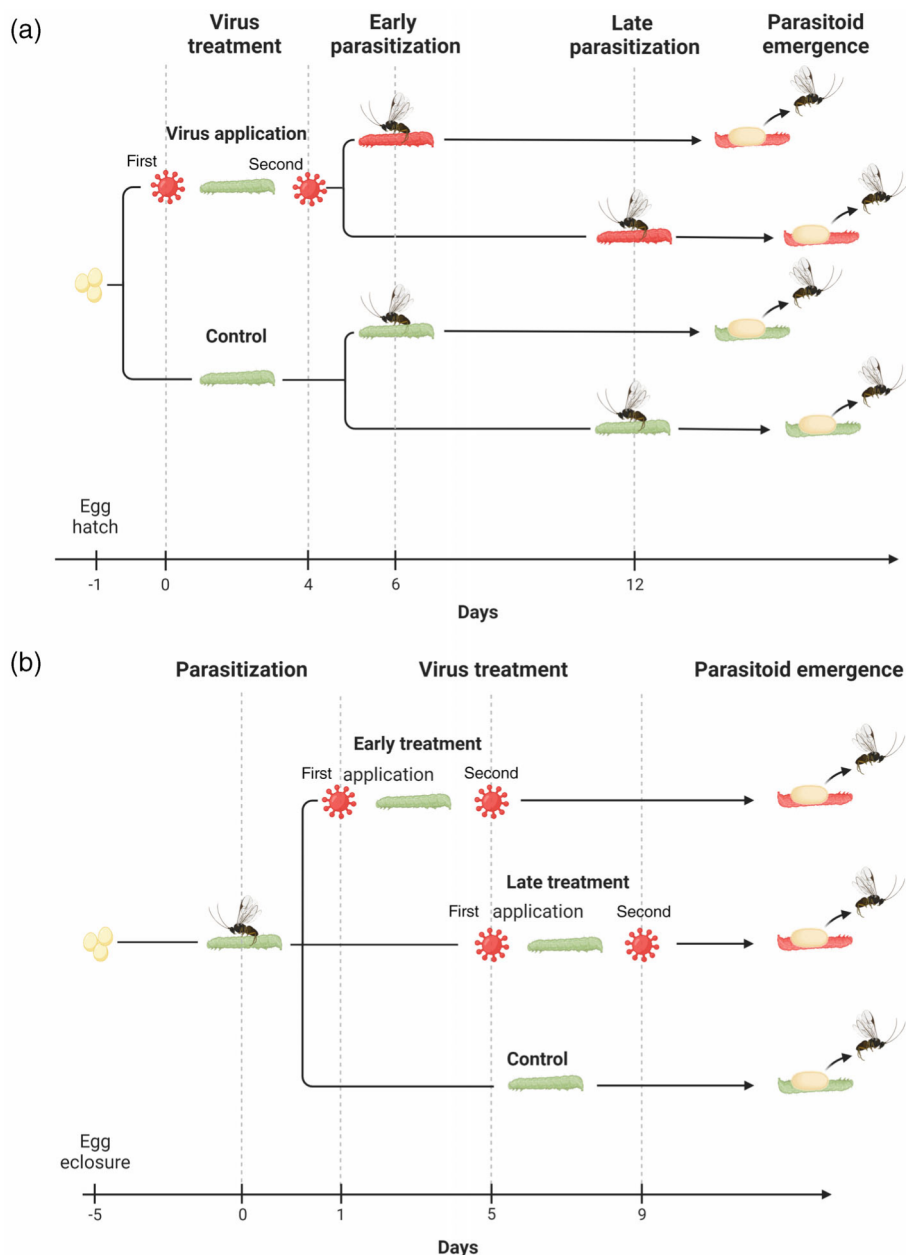 (a)
Virus treatment
Early parasitization
Late parasitization
Parasitoid emergence
Virus application
First
Second
Control
Egg hatch
-1
0
4
6
12
Days
(b)
Parasitization
Virus treatment
Parasitoid emergence
Early treatment
First application Second
Late treatment
First application Second
Control
Egg eclosure
-5
0
1
5
9
Days